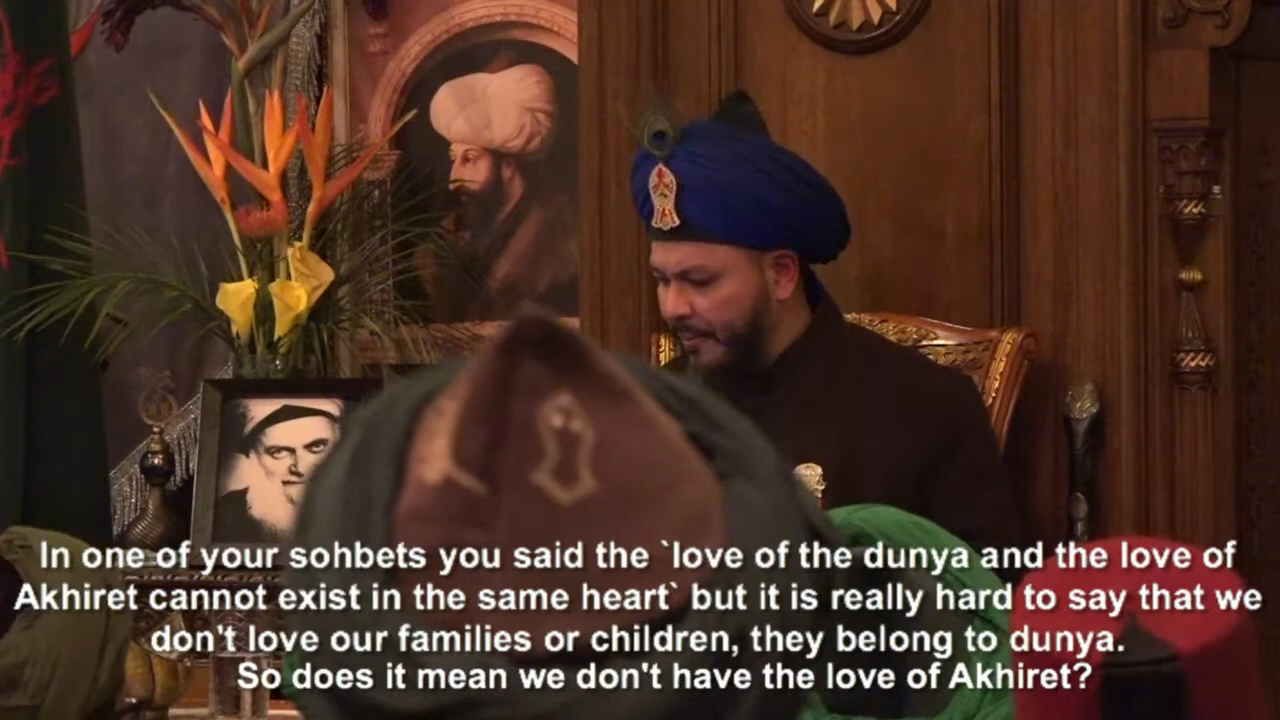 In one of your sohbets you said the `love of the dunya and the love of
Akhiret cannot exist in the same heart` but it is really hard to say that we
don't love our families or children, they belong to dunya.
So does it mean we don't have the love of Akhiret?